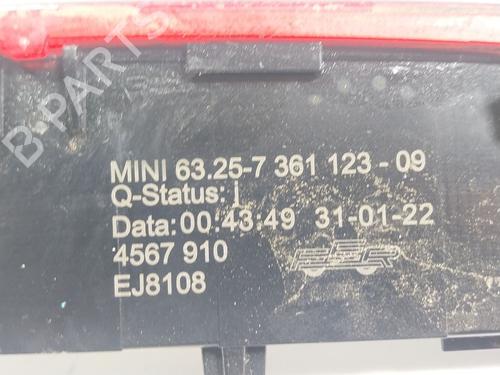 B-PARTS
MINI 63.25-7 361 123 - 09
Q-Status: i
Data: 00:43:49 31-01-22
4567 910
EJ8108